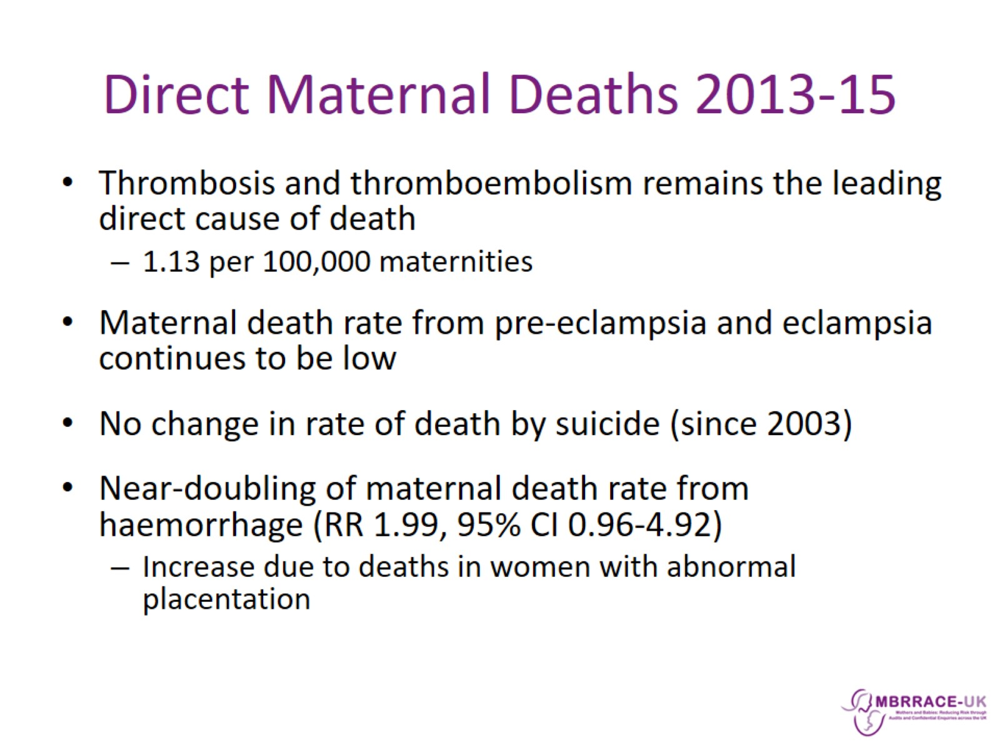 Direct Maternal Deaths 2013-15
• Thrombosis and thromboembolism remains the leading
direct cause of death
– 1.13 per 100,000 maternities
• Maternal death rate from pre-eclampsia and eclampsia
continues to be low
• No change in rate of death by suicide (since 2003)
• Near-doubling of maternal death rate from
haemorrhage (RR 1.99, 95% CI 0.96-4.92)
– Increase due to deaths in women with abnormal
placentation
MBRRACE-UK
Mothers and Babies: Reducing Risk through
Audits and Confidential Enquiries across the UK